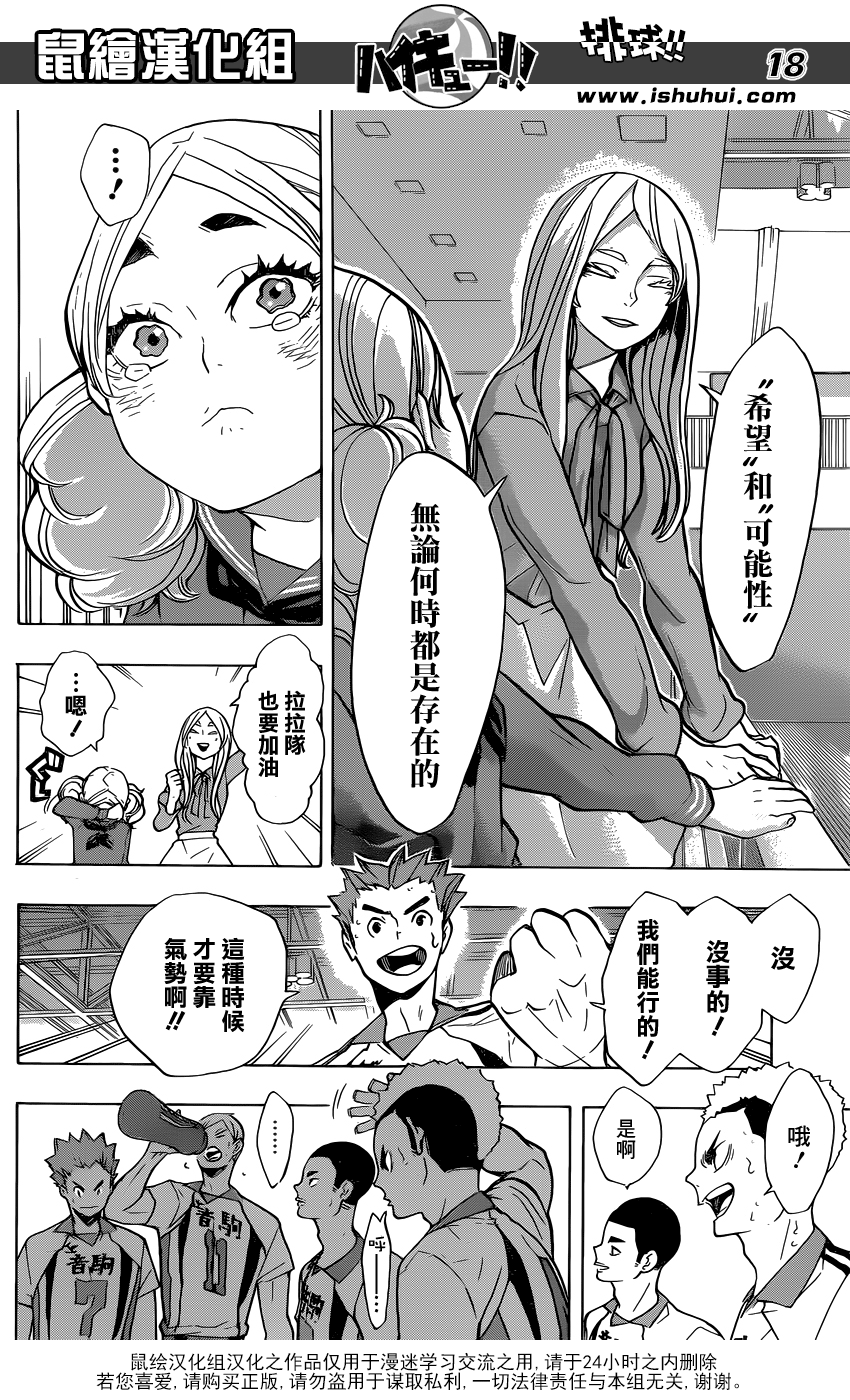 鼠繪漢化組
ハイキュー!!
排球!!
18
www.ishuhui.com
“希望”和“可能性”
無論何時都是存在的
…！
拉拉隊
也要加油
…嗯！
沒
沒事的！
我們能行的！
這種時候
才要靠
氣勢啊!!
哦！
是啊
呼——…
……
音駒
7
音駒
11
音
鼠绘汉化组汉化之作品仅用于漫迷学习交流之用, 请于24小时之内删除
若您喜爱, 请购买正版, 请勿盗用于谋取私利, 一切法律责任与本组无关, 谢谢。